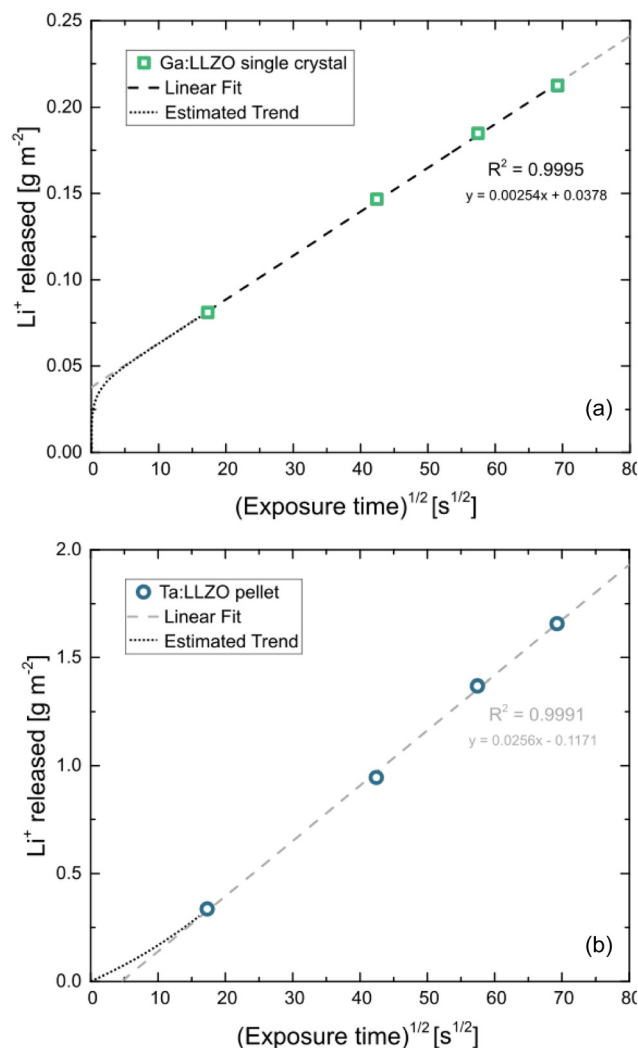 0.25
0.20
0.15
0.10
0.05
0.00
Li⁺ released [g m⁻²]
Ga:LLZO single crystal
Linear Fit
Estimated Trend
R² = 0.9995
y = 0.00254x + 0.0378
(a)
0 10 20 30 40 50 60 70 80
(Exposure time)¹/² [s¹/²]
2.0
1.5
1.0
0.5
0.0
Li⁺ released [g m⁻²]
Ta:LLZO pellet
Linear Fit
Estimated Trend
R² = 0.9991
y = 0.0256x - 0.1171
(b)
0 10 20 30 40 50 60 70 80
(Exposure time)¹/² [s¹/²]